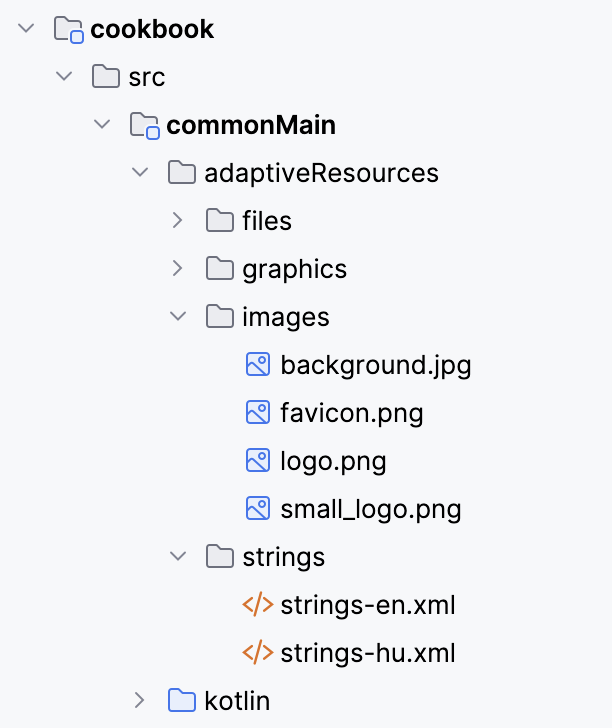 cookbook
src
commonMain
adaptiveResources
files
graphics
images
background.jpg
favicon.png
logo.png
small_logo.png
strings
strings-en.xml
strings-hu.xml
kotlin